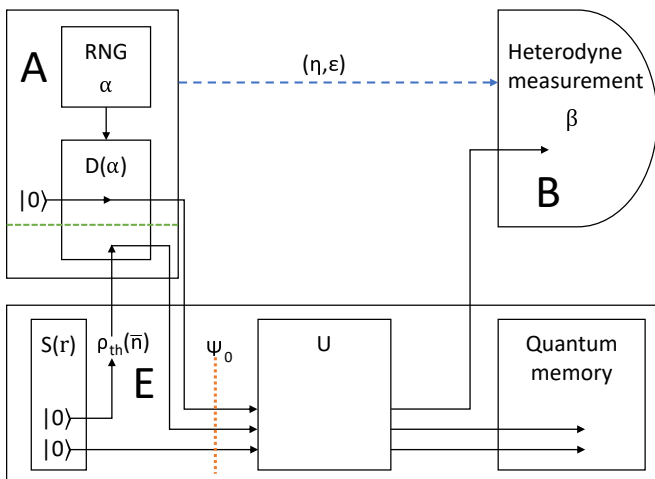 A
RNG
α
D(α)
|0⟩
(η,ε)
Heterodyne
measurement
β
B
S(r)
ρth(n̅)
E
|0⟩
|0⟩
Ψ0
U
Quantum
memory